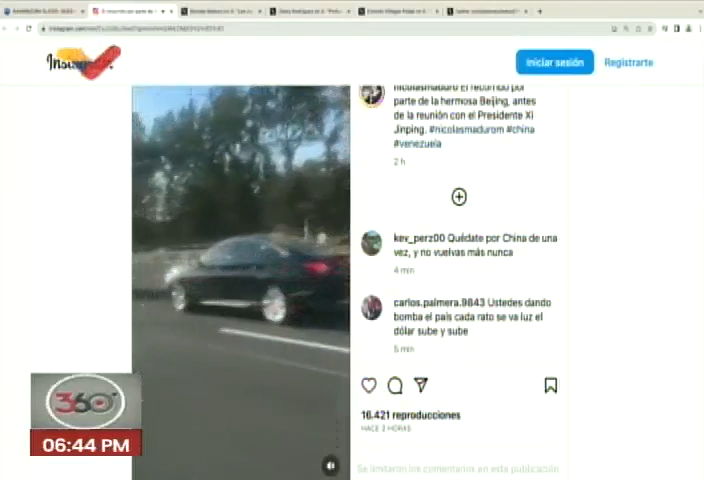 Iniciar sesión
Registrarte
nicolasmaduro El recorrido por
parte de la hermosa Beijing, antes
de la reunión con el Presidente Xi
Jinping. #nicolasmadurom #china
#venezuela
2 h
kev_perz00 Quédate por China de una
vez, y no vuelvas más nunca
4 min
carlos.palmera.9843 Ustedes dando
bomba el país cada rato se va luz el
dólar sube y sube
5 min
16.421 reproducciones
HACE 2 HORAS
Se limitaron los comentarios en esta publicación
360°
06:44 PM